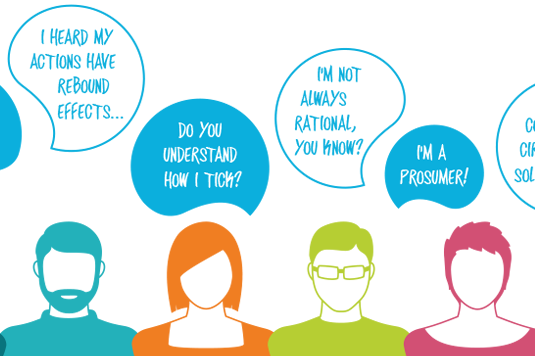 I HEARD MY
ACTIONS HAVE
REBOUND
EFFECTS...
DO YOU
UNDERSTAND
HOW I TICK?
I'M NOT
ALWAYS
RATIONAL,
YOU KNOW?
I'M A
PROSUMER!